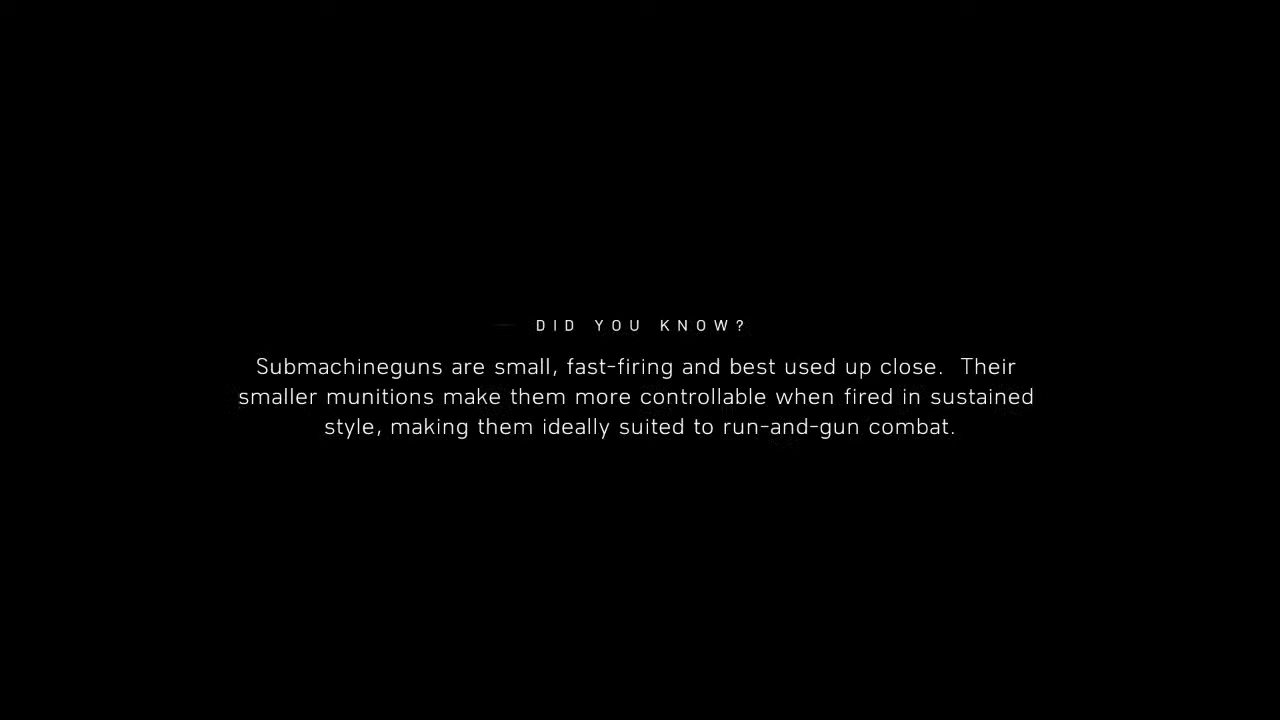 DID YOU KNOW?
Submachineguns are small, fast-firing and best used up close.  Their
smaller munitions make them more controllable when fired in sustained
style, making them ideally suited to run-and-gun combat.